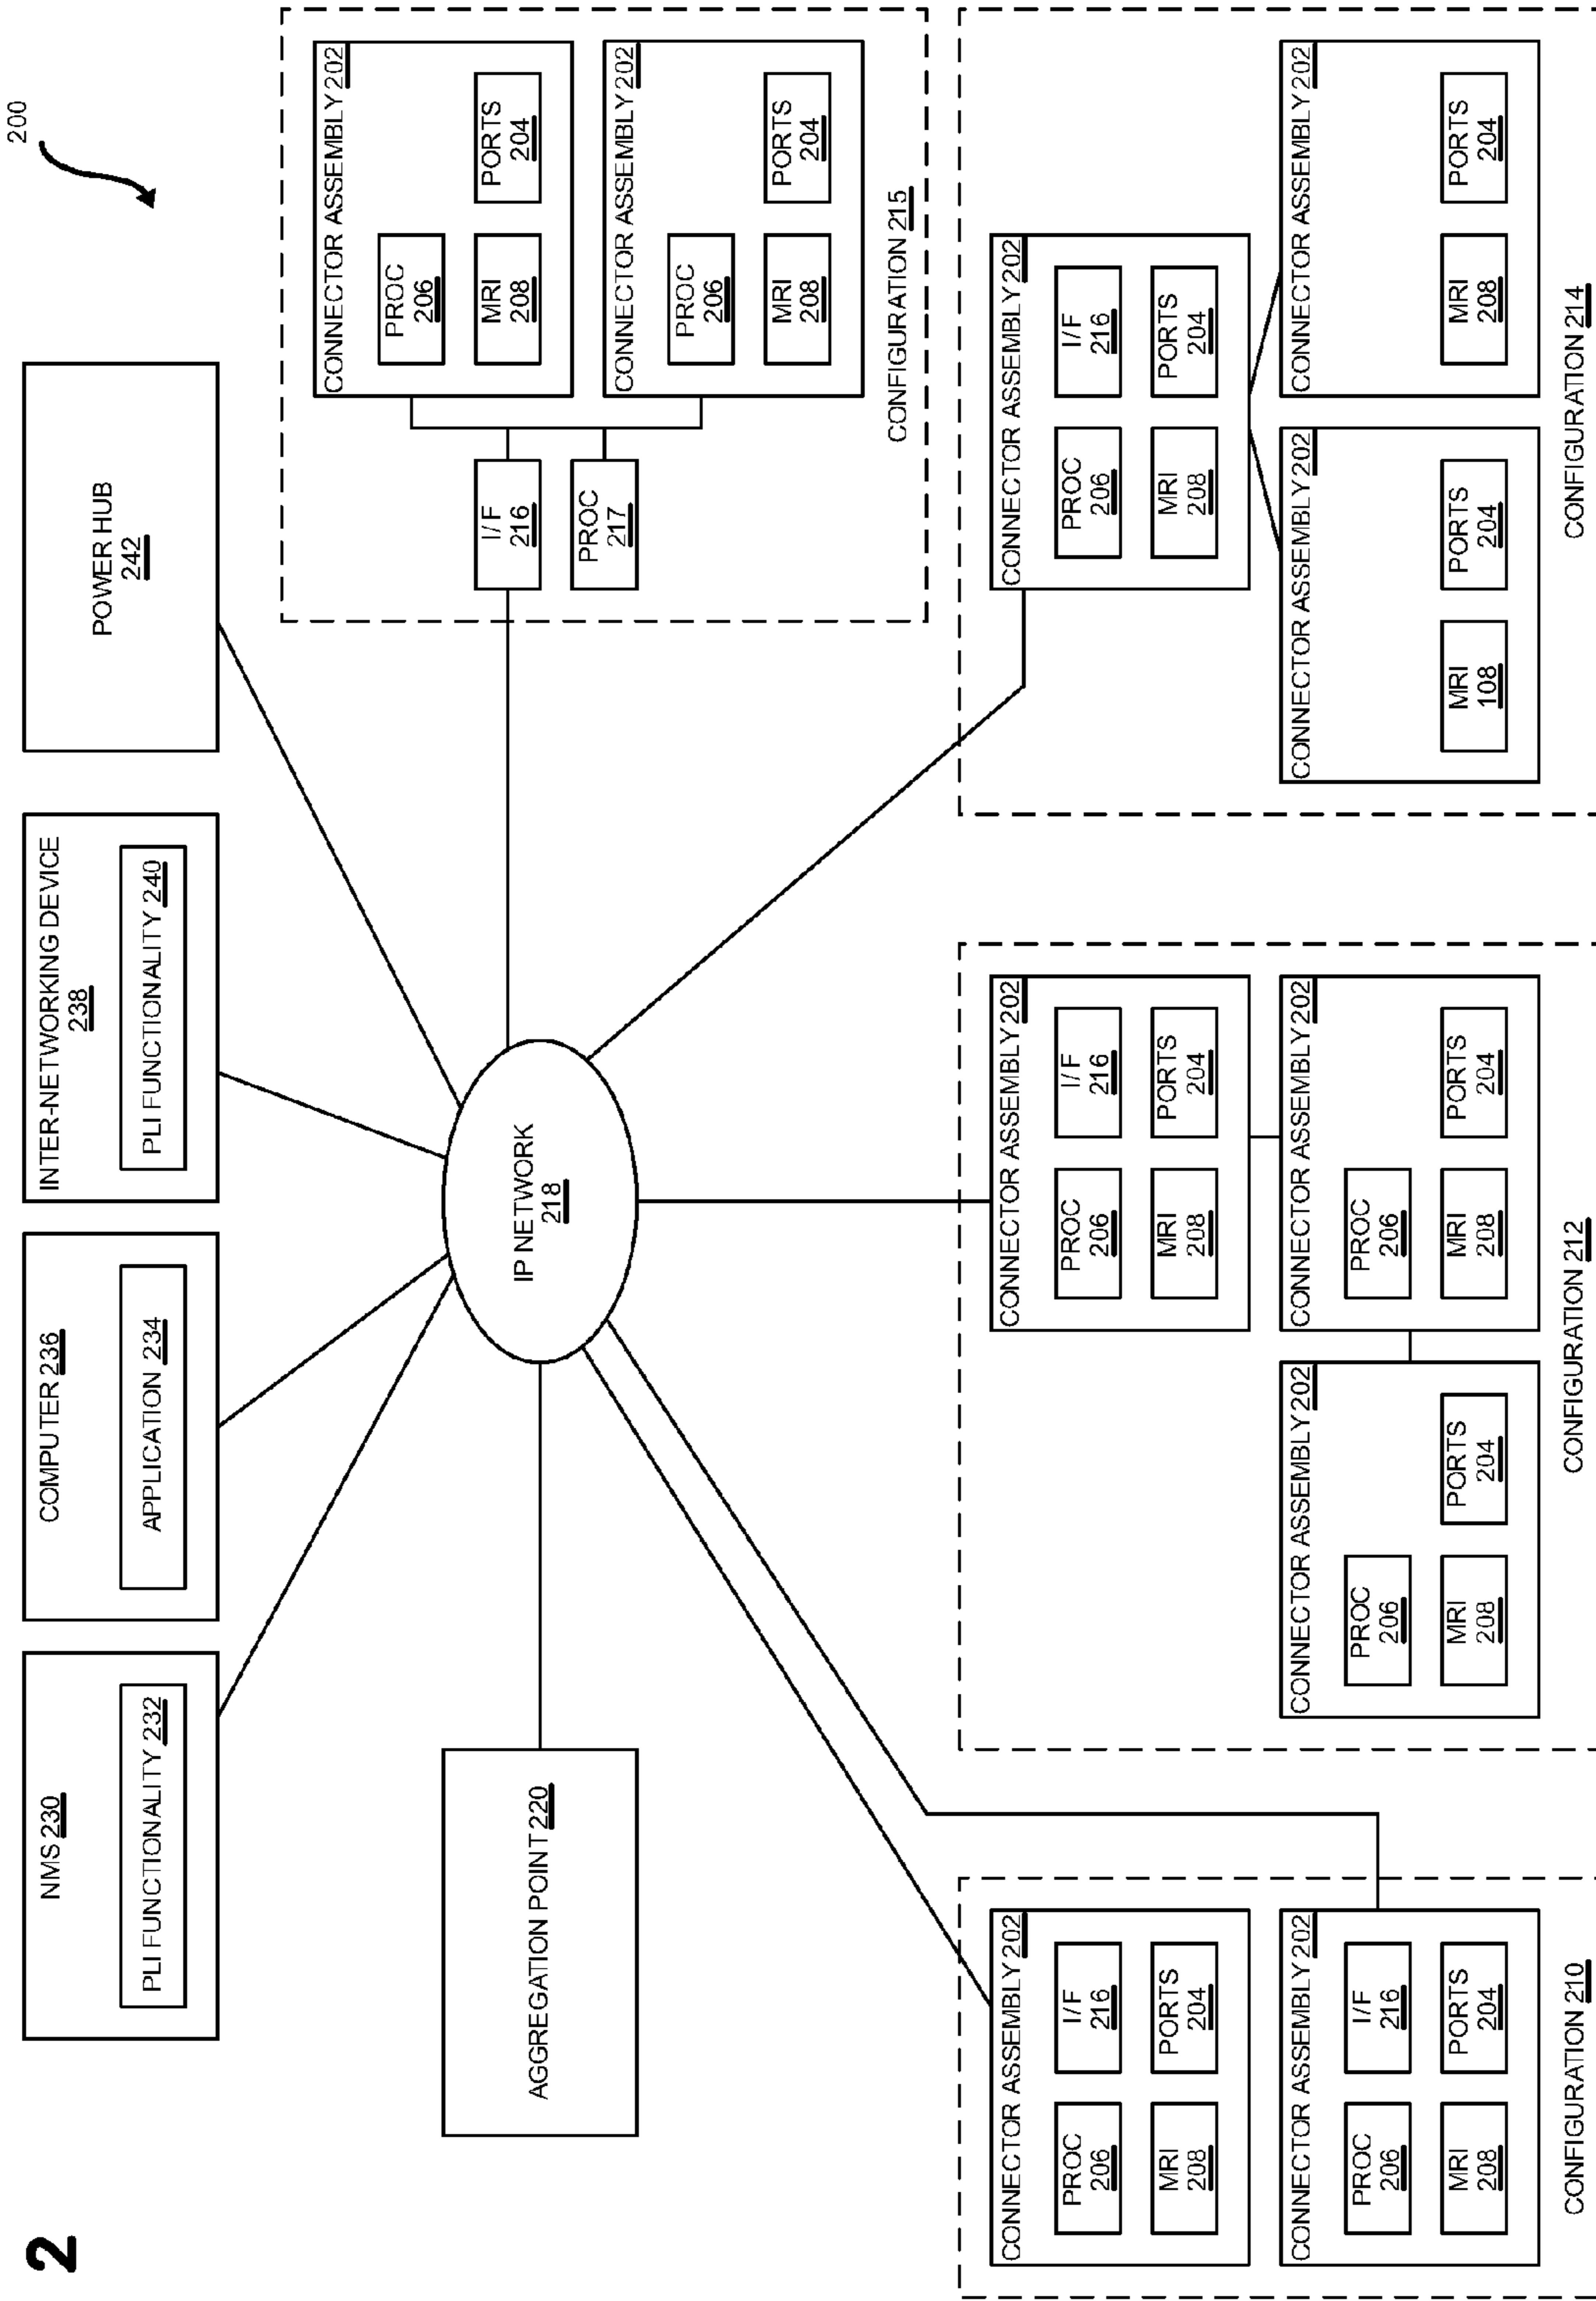 2
200
NMS 230
PLI FUNCTIONALITY 232
COMPUTER 236
APPLICATION 234
INTER-NETWORKING DEVICE
238
PLI FUNCTIONALITY 240
POWER HUB
242
AGGREGATION POINT 220
IP NETWORK
218
I/F
216
PROC
217
CONNECTOR ASSEMBLY 202
PROC
206
MRI
208
PORTS
204
CONNECTOR ASSEMBLY 202
PROC
206
MRI
208
PORTS
204
CONFIGURATION 215
CONNECTOR ASSEMBLY 202
PROC
206
I/F
216
MRI
208
PORTS
204
CONNECTOR ASSEMBLY 202
PROC
206
I/F
216
MRI
208
PORTS
204
CONFIGURATION 210
CONNECTOR ASSEMBLY 202
PROC
206
I/F
216
MRI
208
PORTS
204
CONNECTOR ASSEMBLY 202
PROC
206
MRI
208
PORTS
204
CONNECTOR ASSEMBLY 202
PROC
206
MRI
208
PORTS
204
CONFIGURATION 212
CONNECTOR ASSEMBLY 202
PROC
206
I/F
216
MRI
208
PORTS
204
CONNECTOR ASSEMBLY 202
MRI
108
PORTS
204
CONNECTOR ASSEMBLY 202
MRI
208
PORTS
204
CONFIGURATION 214